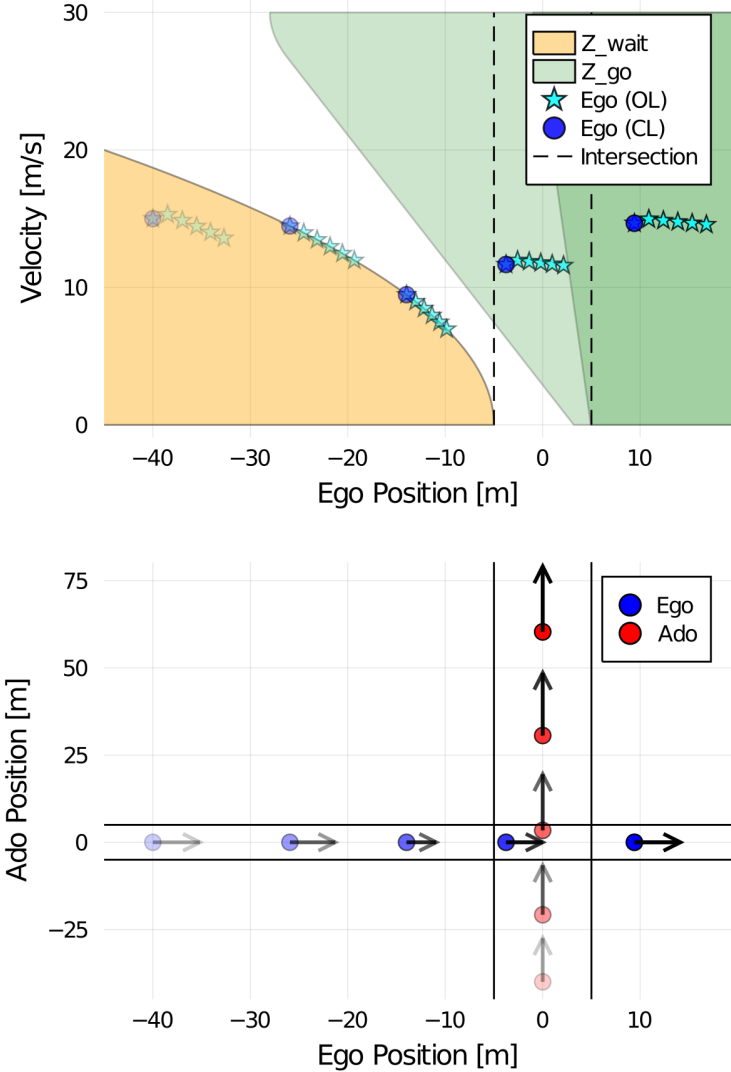 30
20
10
0
Velocity [m/s]
Z_wait
Z_go
Ego (OL)
Ego (CL)
Intersection
−40 −30 −20 −10 0 10
Ego Position [m]
75
50
25
0
−25
Ado Position [m]
Ego
Ado
−40 −30 −20 −10 0 10
Ego Position [m]